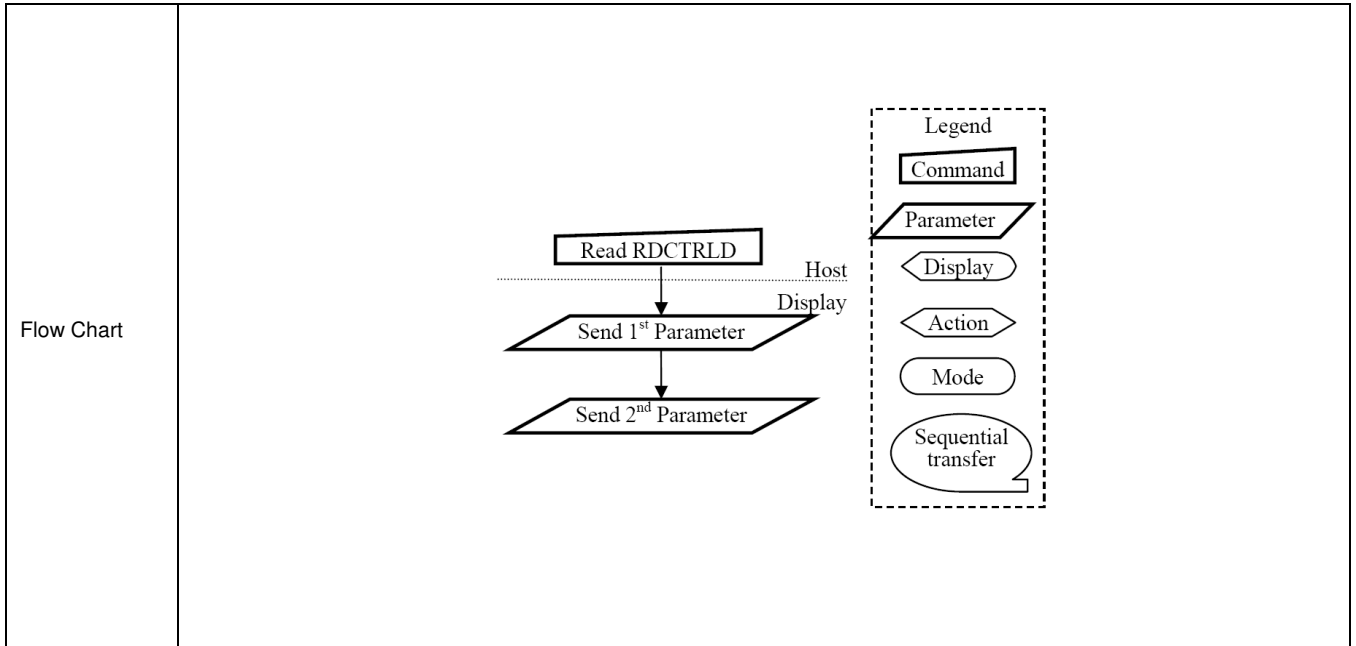 Flow Chart
Read RDCTRLD
Host
Display
Send 1st Parameter
Send 2nd Parameter
Legend
Command
Parameter
Display
Action
Mode
Sequential
transfer